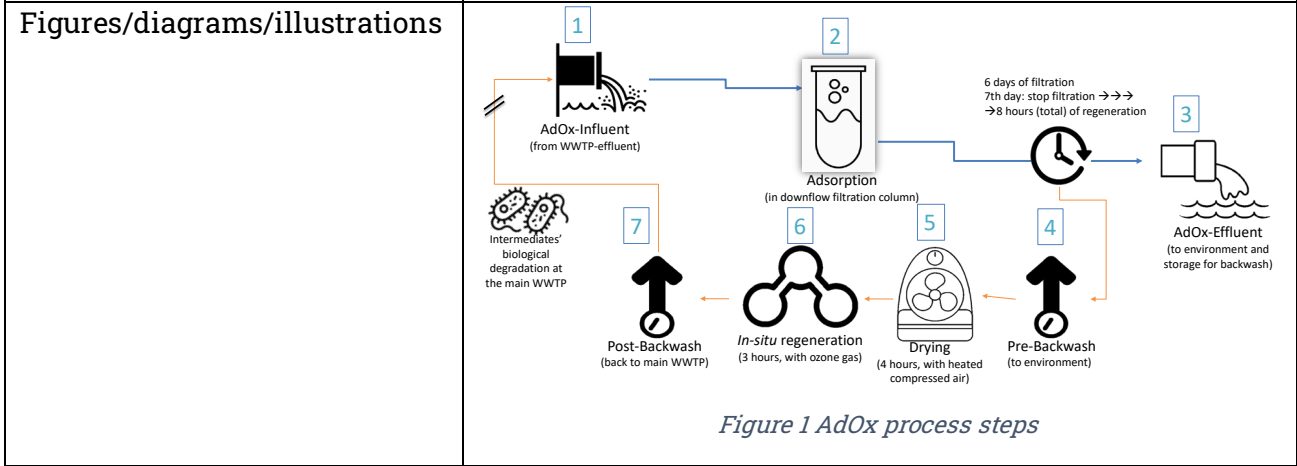 Figures/diagrams/illustrations
1
AdOx-Influent
(from WWTP-effluent)
2
Adsorption
(in downflow filtration column)
6 days of filtration
7th day: stop filtration →→→
→8 hours (total) of regeneration
3
AdOx-Effluent
(to environment and
storage for backwash)
4
Pre-Backwash
(to environment)
5
Drying
(4 hours, with heated
compressed air)
6
In-situ regeneration
(3 hours, with ozone gas)
7
Post-Backwash
(back to main WWTP)
Intermediates'
biological
degradation at
the main WWTP
Figure 1 AdOx process steps